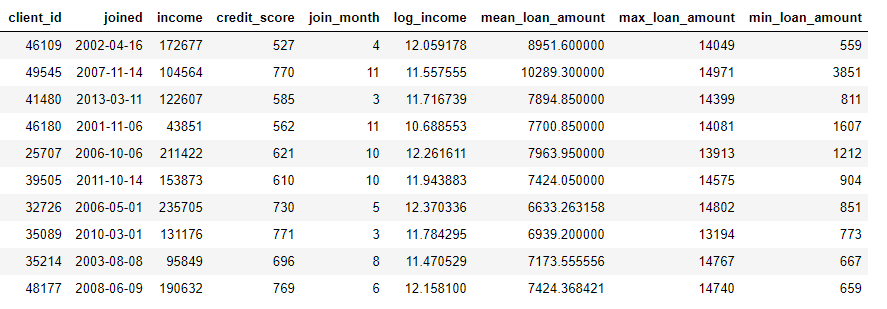 client_id joined income credit_score join_month log_income mean_loan_amount max_loan_amount min_loan_amount
46109 2002-04-16 172677 527 4 12.059178 8951.600000 14049 559
49545 2007-11-14 104564 770 11 11.557555 10289.300000 14971 3851
41480 2013-03-11 122607 585 3 11.716739 7894.850000 14399 811
46180 2001-11-06 43851 562 11 10.688553 7700.850000 14081 1607
25707 2006-10-06 211422 621 10 12.261611 7963.950000 13913 1212
39505 2011-10-14 153873 610 10 11.943883 7424.050000 14575 904
32726 2006-05-01 235705 730 5 12.370336 6633.263158 14802 851
35089 2010-03-01 131176 771 3 11.784295 6939.200000 13194 773
35214 2003-08-08 95849 696 8 11.470529 7173.555556 14767 667
48177 2008-06-09 190632 769 6 12.158100 7424.368421 14740 659